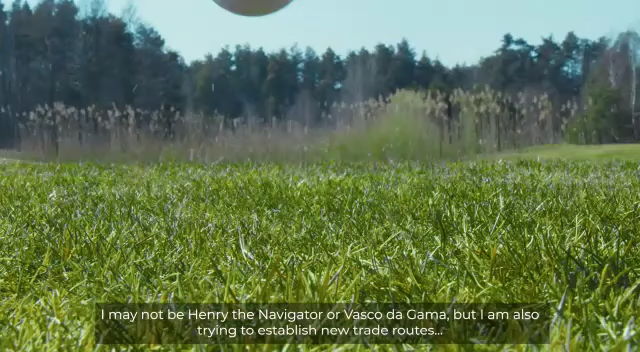 I may not be Henry the Navigator or Vasco da Gama, but I am also
trying to establish new trade routes...